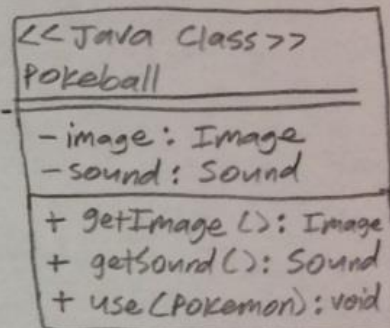 <<Java Class>>
Pokeball
- image: Image
- sound: Sound
+ getImage(): Image
+ getSound(): Sound
+ use(Pokemon): void